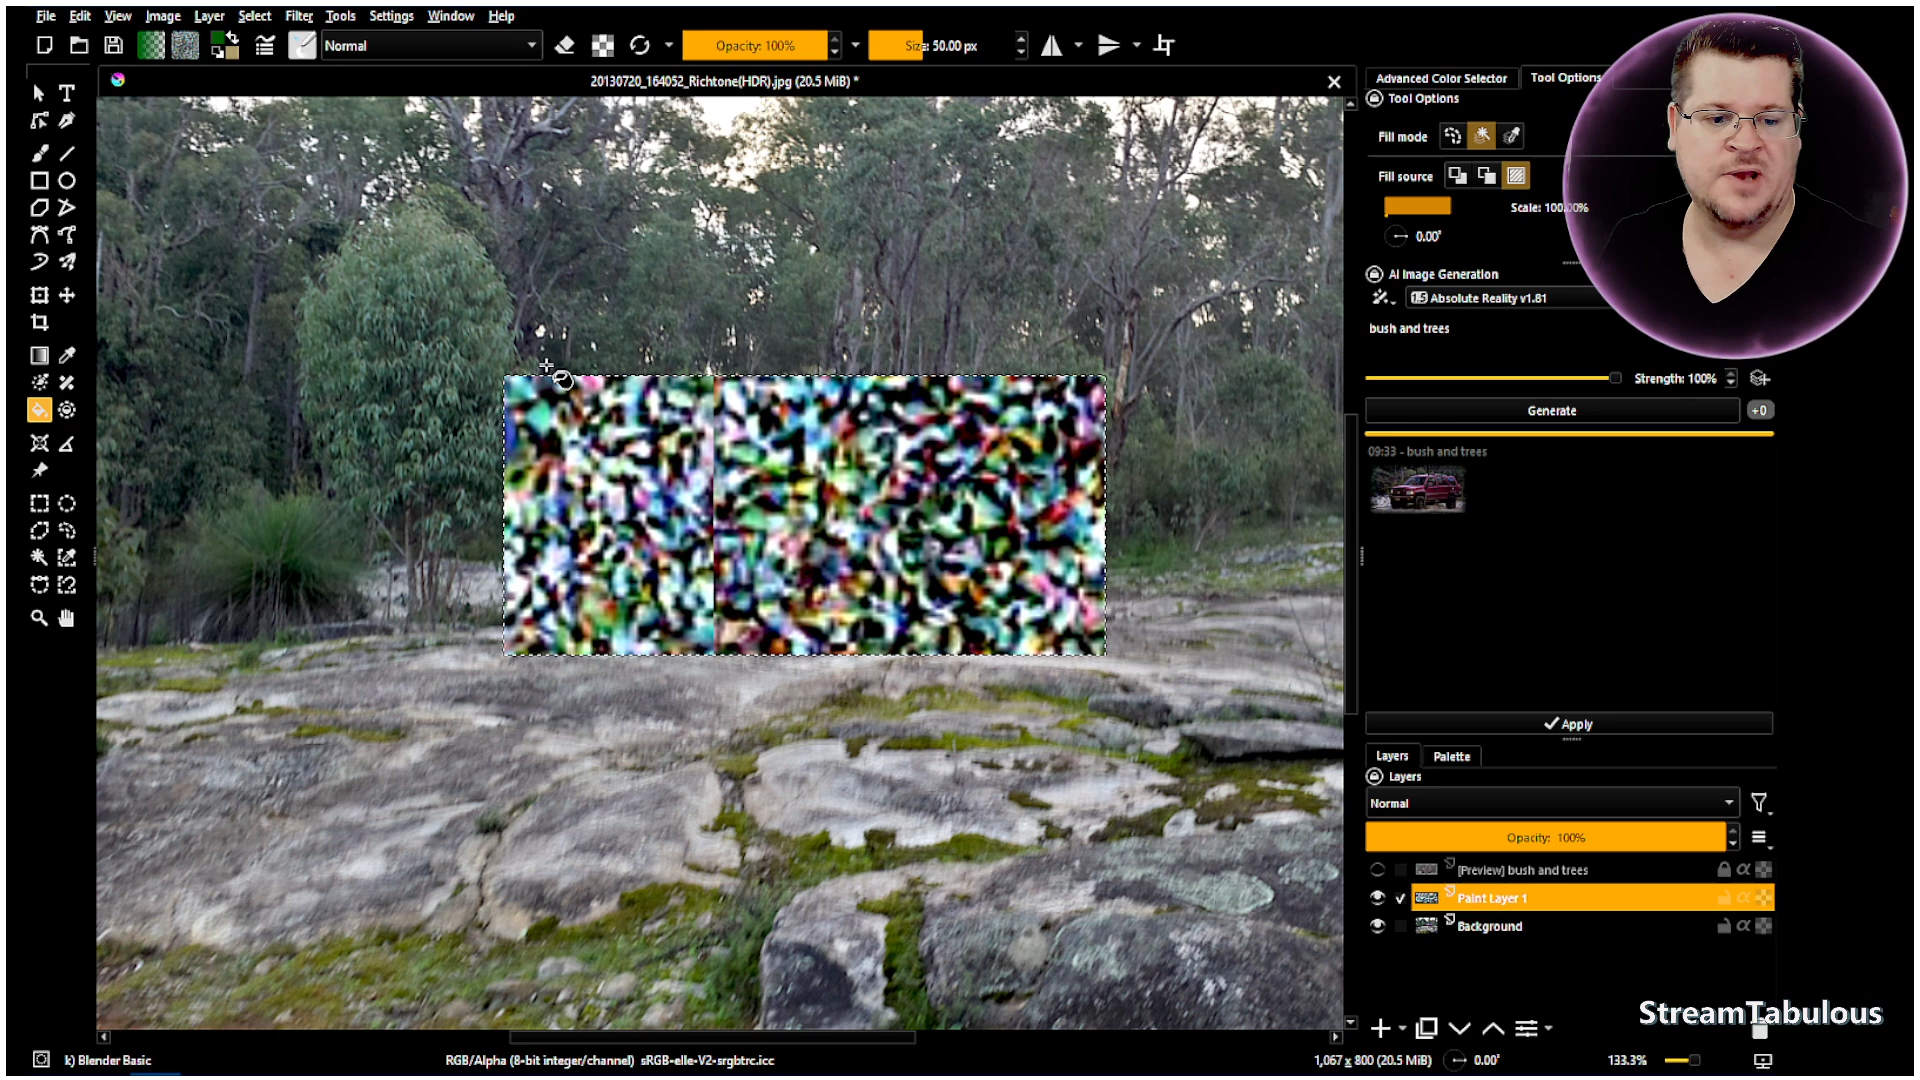 File Edit View Image Layer Select Filter Tools Settings Window Help
Normal
Opacity: 100%
Size: 50.00 px
20130720_164052_Richtone(HDR).jpg (20.5 MiB) *
Advanced Color Selector
Tool Options
Tool Options
Fill mode
Fill source
Scale: 100.00%
0.00°
AI Image Generation
1.5 Absolute Reality v1.81
bush and trees
Strength: 100%
Generate
+0
09:33 - bush and trees
Apply
Layers
Palette
Layers
Normal
Opacity: 100%
[Preview] bush and trees
Paint Layer 1
Background
StreamTabulous
k) Blender Basic
RGB/Alpha (8-bit integer/channel) sRGB-elle-V2-srgbtrc.icc
1,067 x 800 (20.5 MiB)
0.00°
133.3%